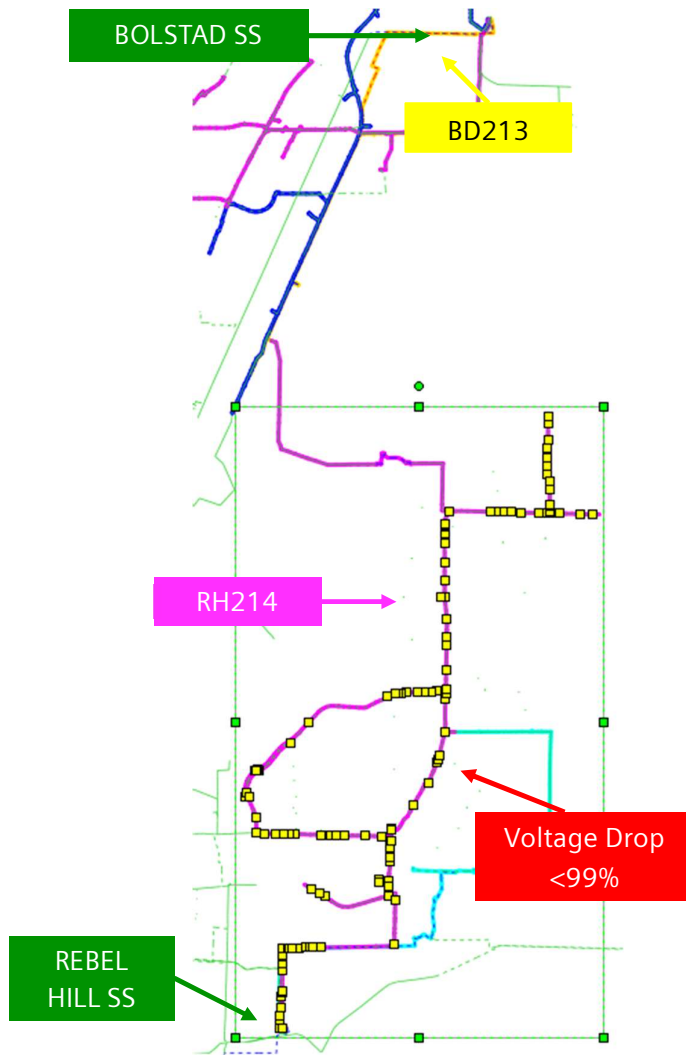 BOLSTAD SS
BD213
RH214
Voltage Drop
<99%
REBEL
HILL SS